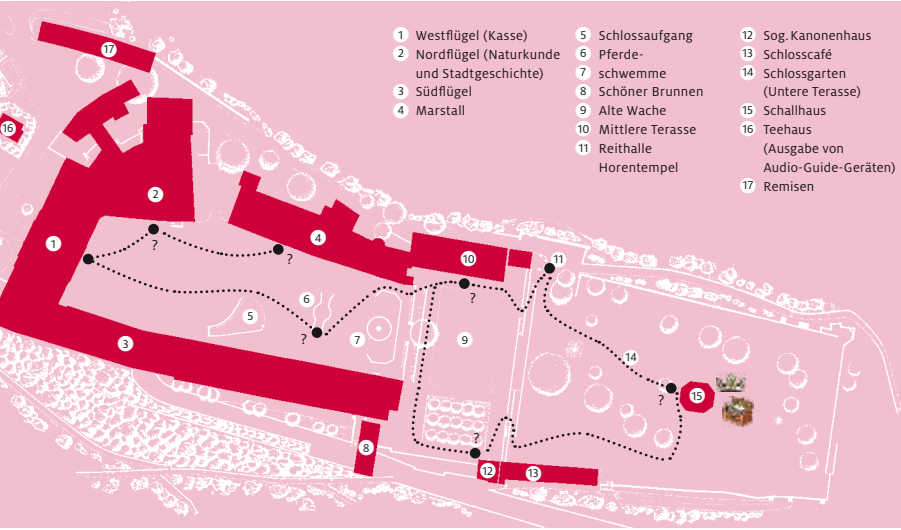 1 Westflügel (Kasse)
2 Nordflügel (Naturkunde
und Stadtgeschichte)
3 Südflügel
4 Marstall
5 Schlossaufgang
6 Pferde-
7 schwemme
8 Schöner Brunnen
9 Alte Wache
10 Mittlere Terasse
11 Reithalle
Horentempel
12 Sog. Kanonenhaus
13 Schlosscafé
14 Schlossgarten
(Untere Terasse)
15 Schallhaus
16 Teehaus
(Ausgabe von
Audio-Guide-Geräten)
17 Remisen
17
16
2
1
?
4
?
10
11
6
5
?
7
?
9
3
14
?
15
8
?
12
13